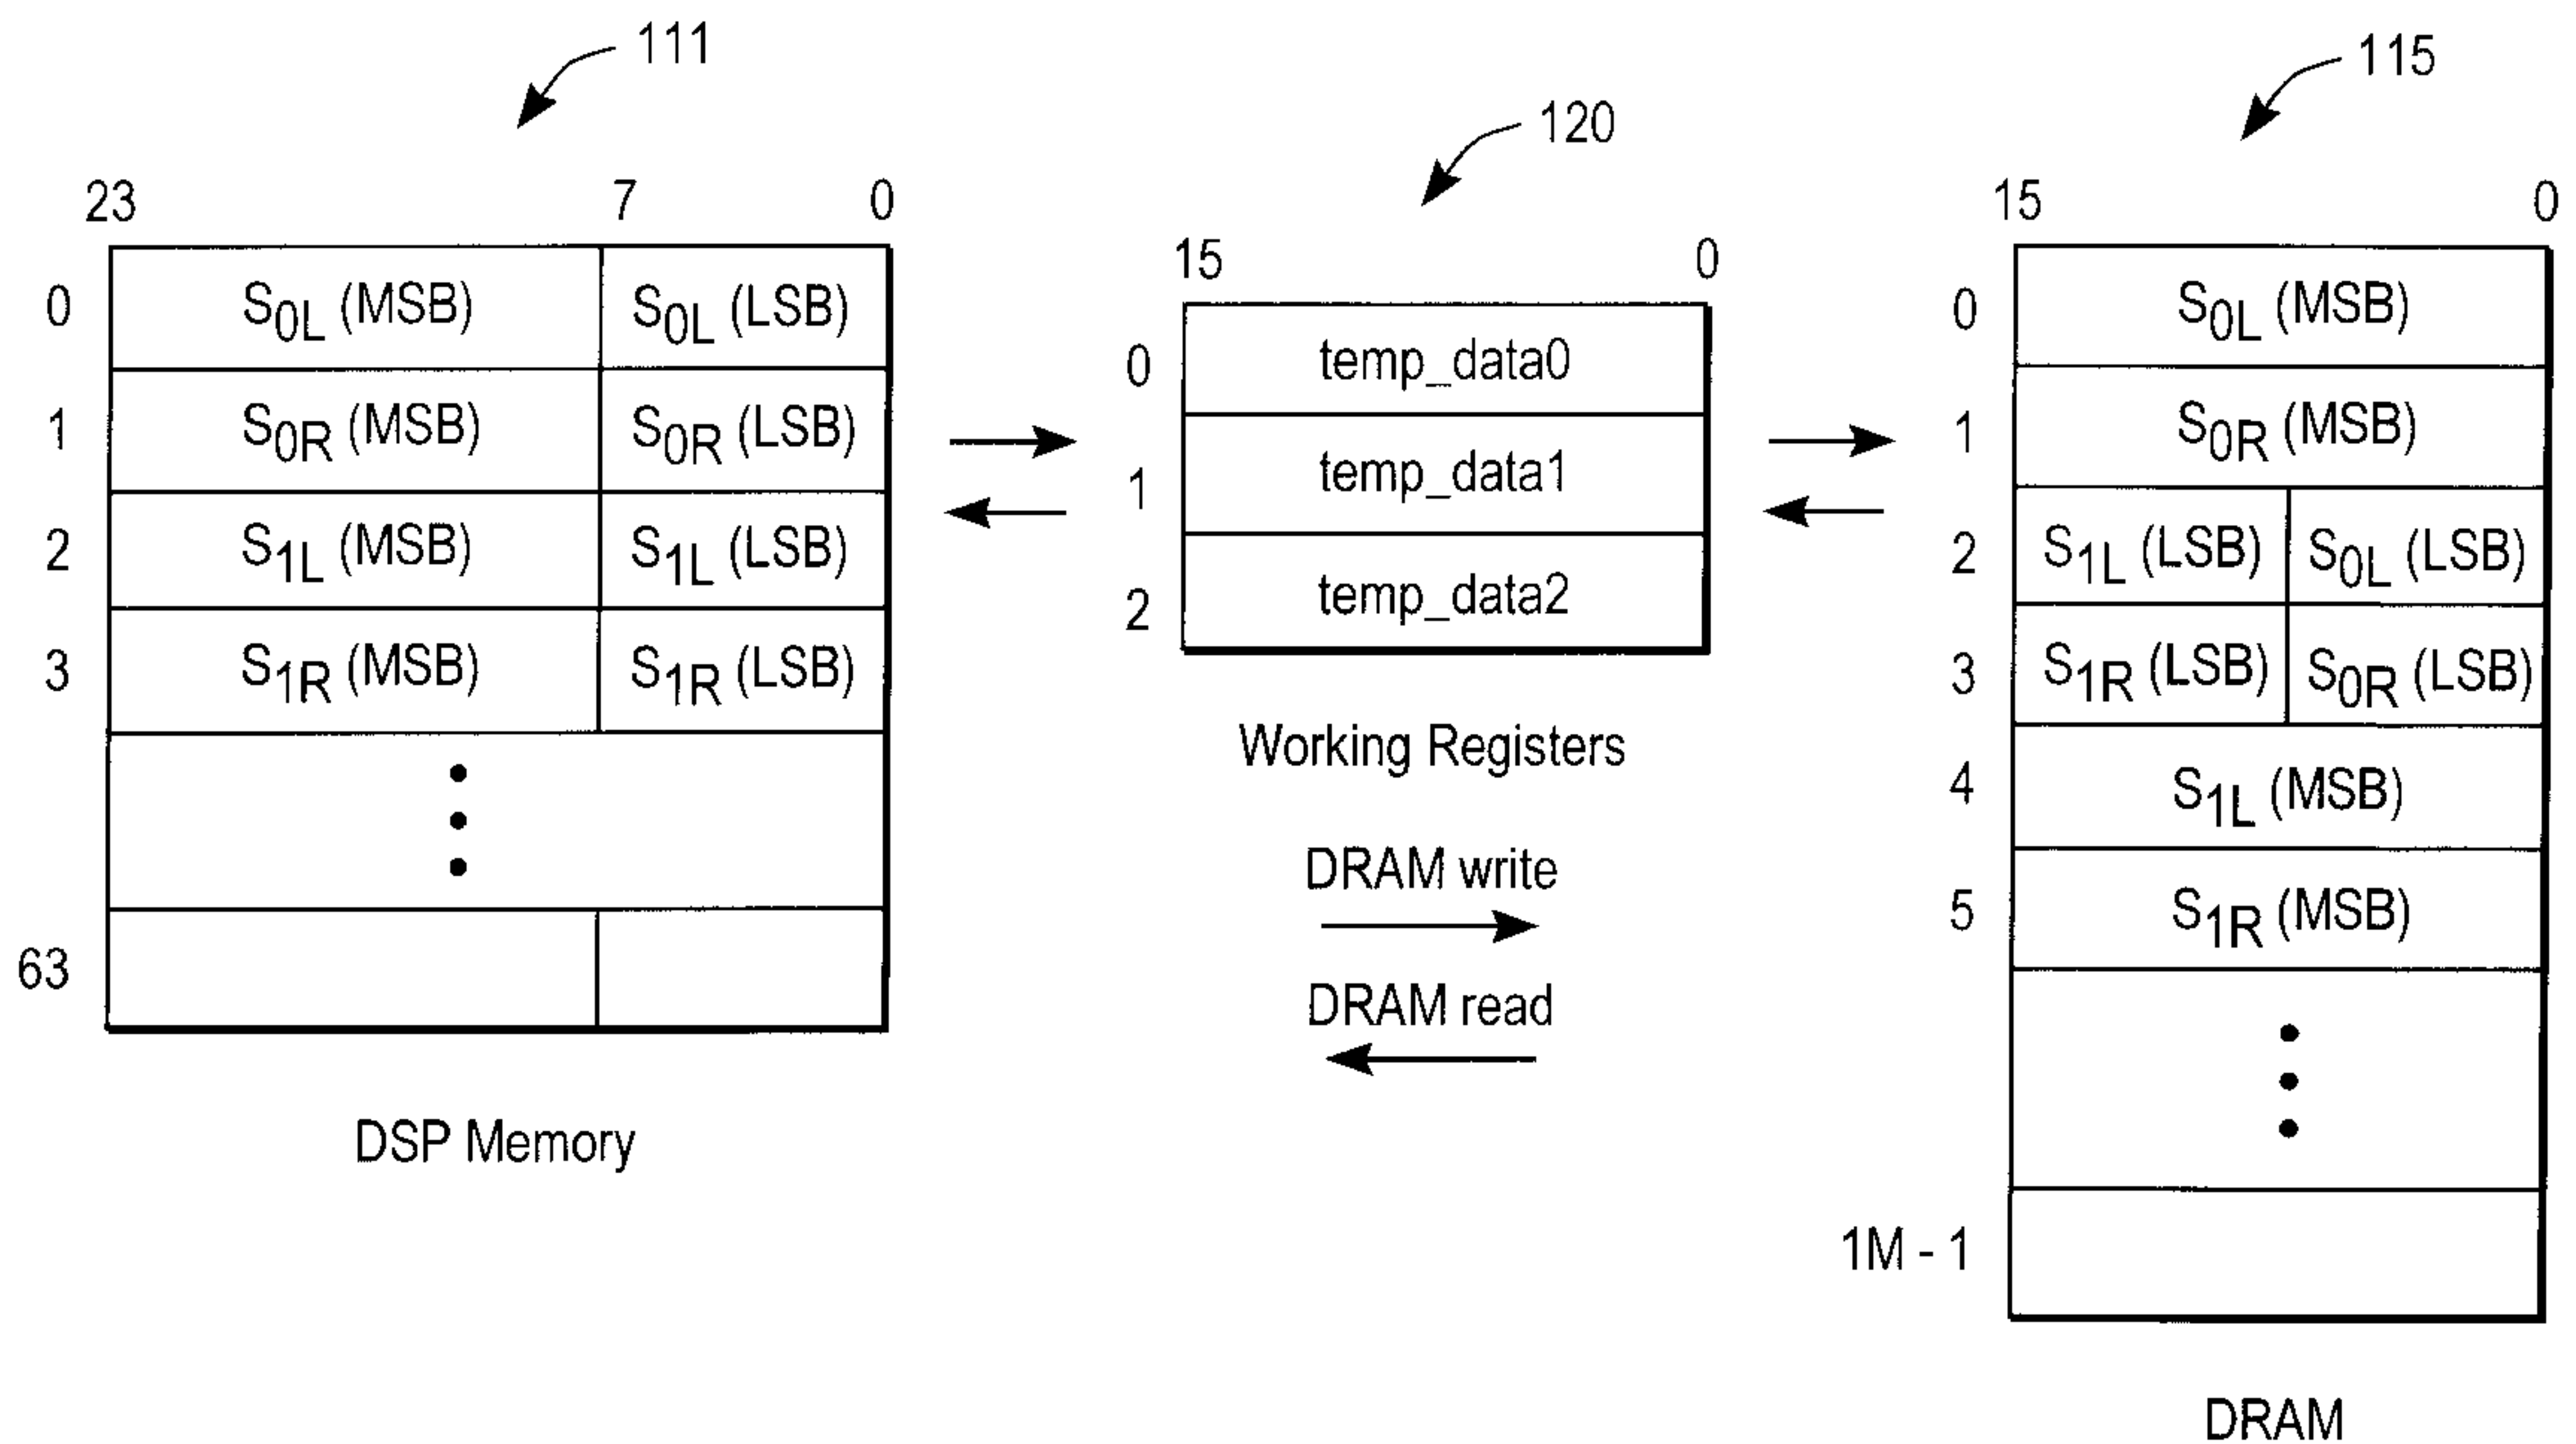 111
23 7 0
0 S0L (MSB) S0L (LSB)
1 S0R (MSB) S0R (LSB)
2 S1L (MSB) S1L (LSB)
3 S1R (MSB) S1R (LSB)
63
DSP Memory
120
15 0
0 temp_data0
1 temp_data1
2 temp_data2
Working Registers
DRAM write
DRAM read
115
15 0
0 S0L (MSB)
1 S0R (MSB)
2 S1L (LSB) S0L (LSB)
3 S1R (LSB) S0R (LSB)
4 S1L (MSB)
5 S1R (MSB)
1M - 1
DRAM